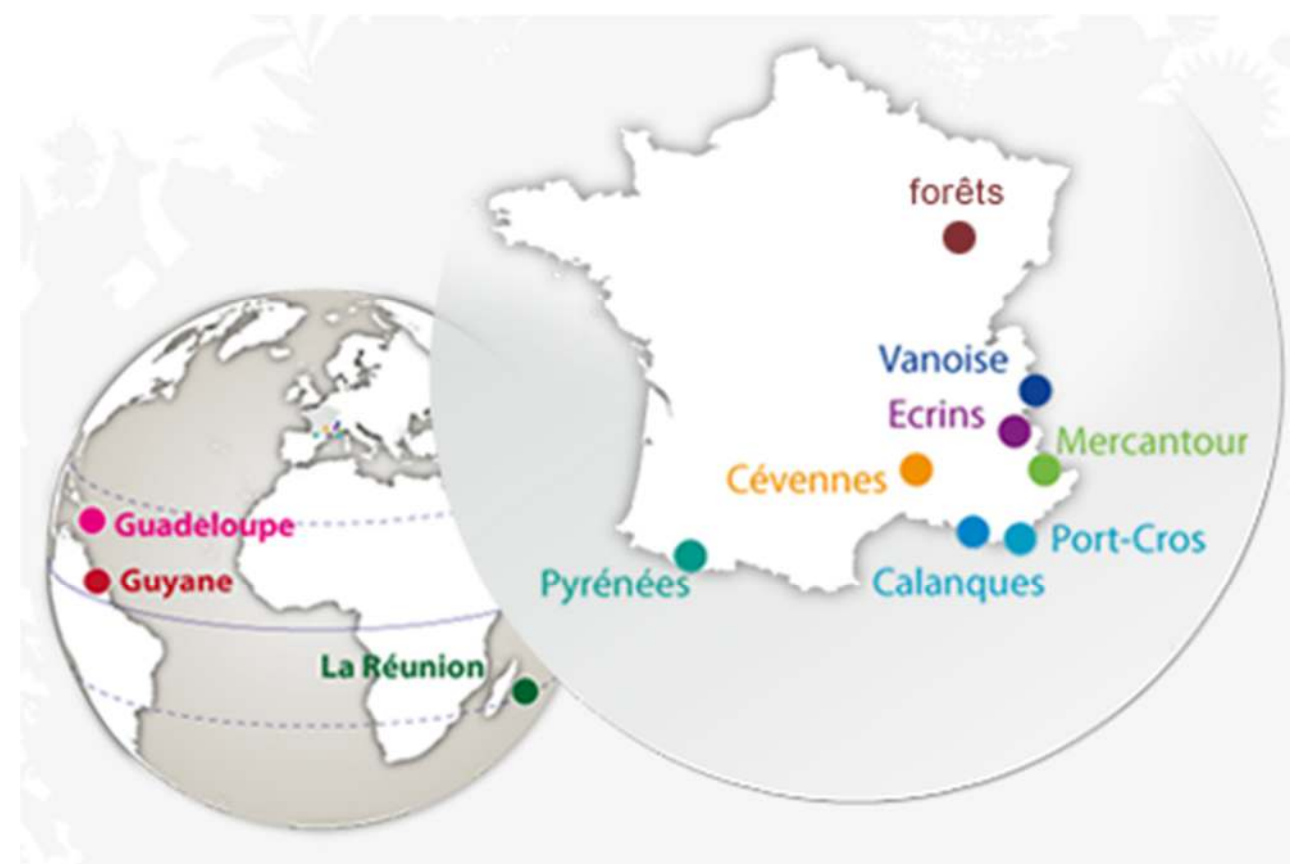 forêts
Vanoise
Ecrins
Mercantour
Cévennes
Port-Cros
Pyrénées
Calanques
Guadeloupe
Guyane
La Réunion